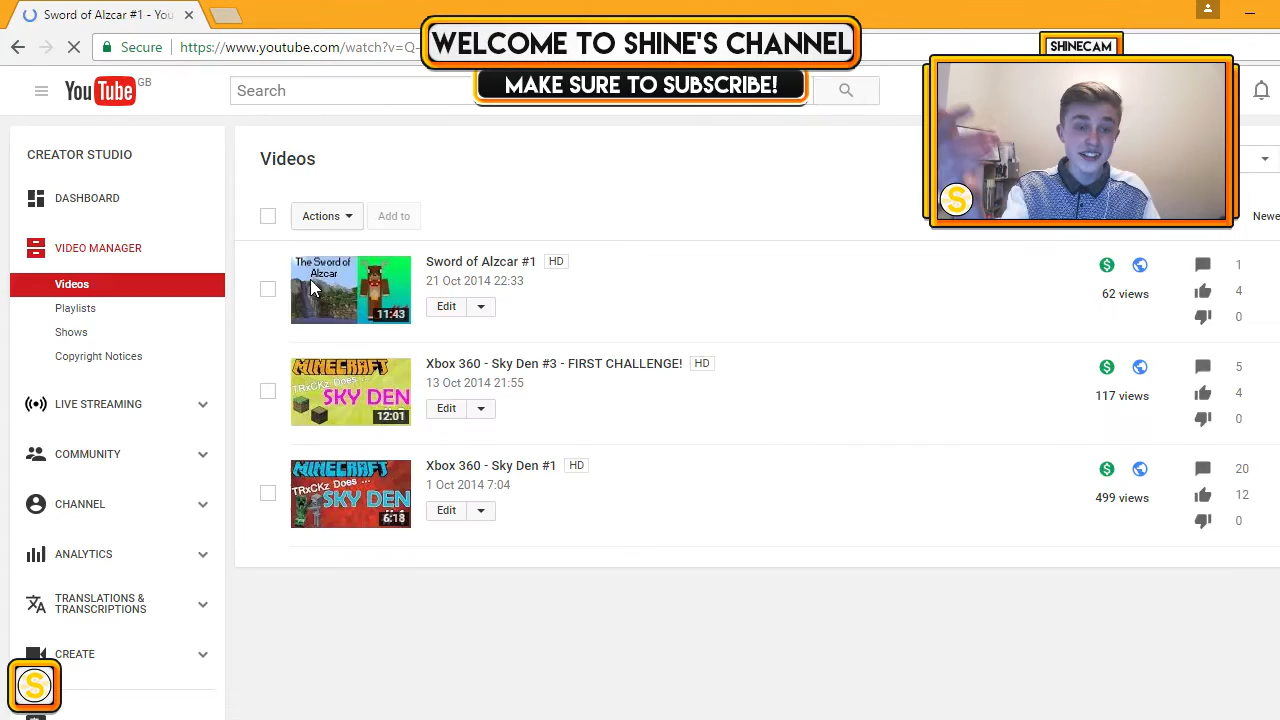 Sword of Alzcar #1 - You
WELCOME TO SHINE'S CHANNEL
MAKE SURE TO SUBSCRIBE!
SHINECAM
Secure https://www.youtube.com/watch?v=Q-
YouTube GB
Search
CREATOR STUDIO
DASHBOARD
VIDEO MANAGER
Videos
Playlists
Shows
Copyright Notices
LIVE STREAMING
COMMUNITY
CHANNEL
ANALYTICS
TRANSLATIONS &
TRANSCRIPTIONS
CREATE
S
Videos
Actions Add to
Newe
S
The Sword of
Alzcar
11:43
Sword of Alzcar #1 HD
21 Oct 2014 22:33
Edit
62 views
1
4
0
MINECRAFT
TRxCKz Does ...
SKY DEN
12:01
Xbox 360 - Sky Den #3 - FIRST CHALLENGE! HD
13 Oct 2014 21:55
Edit
117 views
5
4
0
MINECRAFT
TRxCKz Does ...
SKY DEN
6:18
Xbox 360 - Sky Den #1 HD
1 Oct 2014 7:04
Edit
499 views
20
12
0